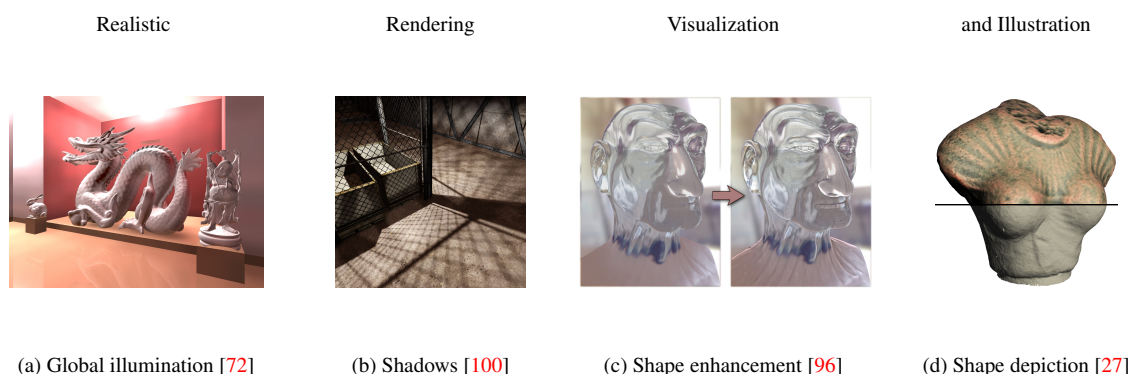 Realistic Rendering Visualization and Illustration
(a) Global illumination [72] (b) Shadows [100] (c) Shape enhancement [96] (d) Shape depiction [27]